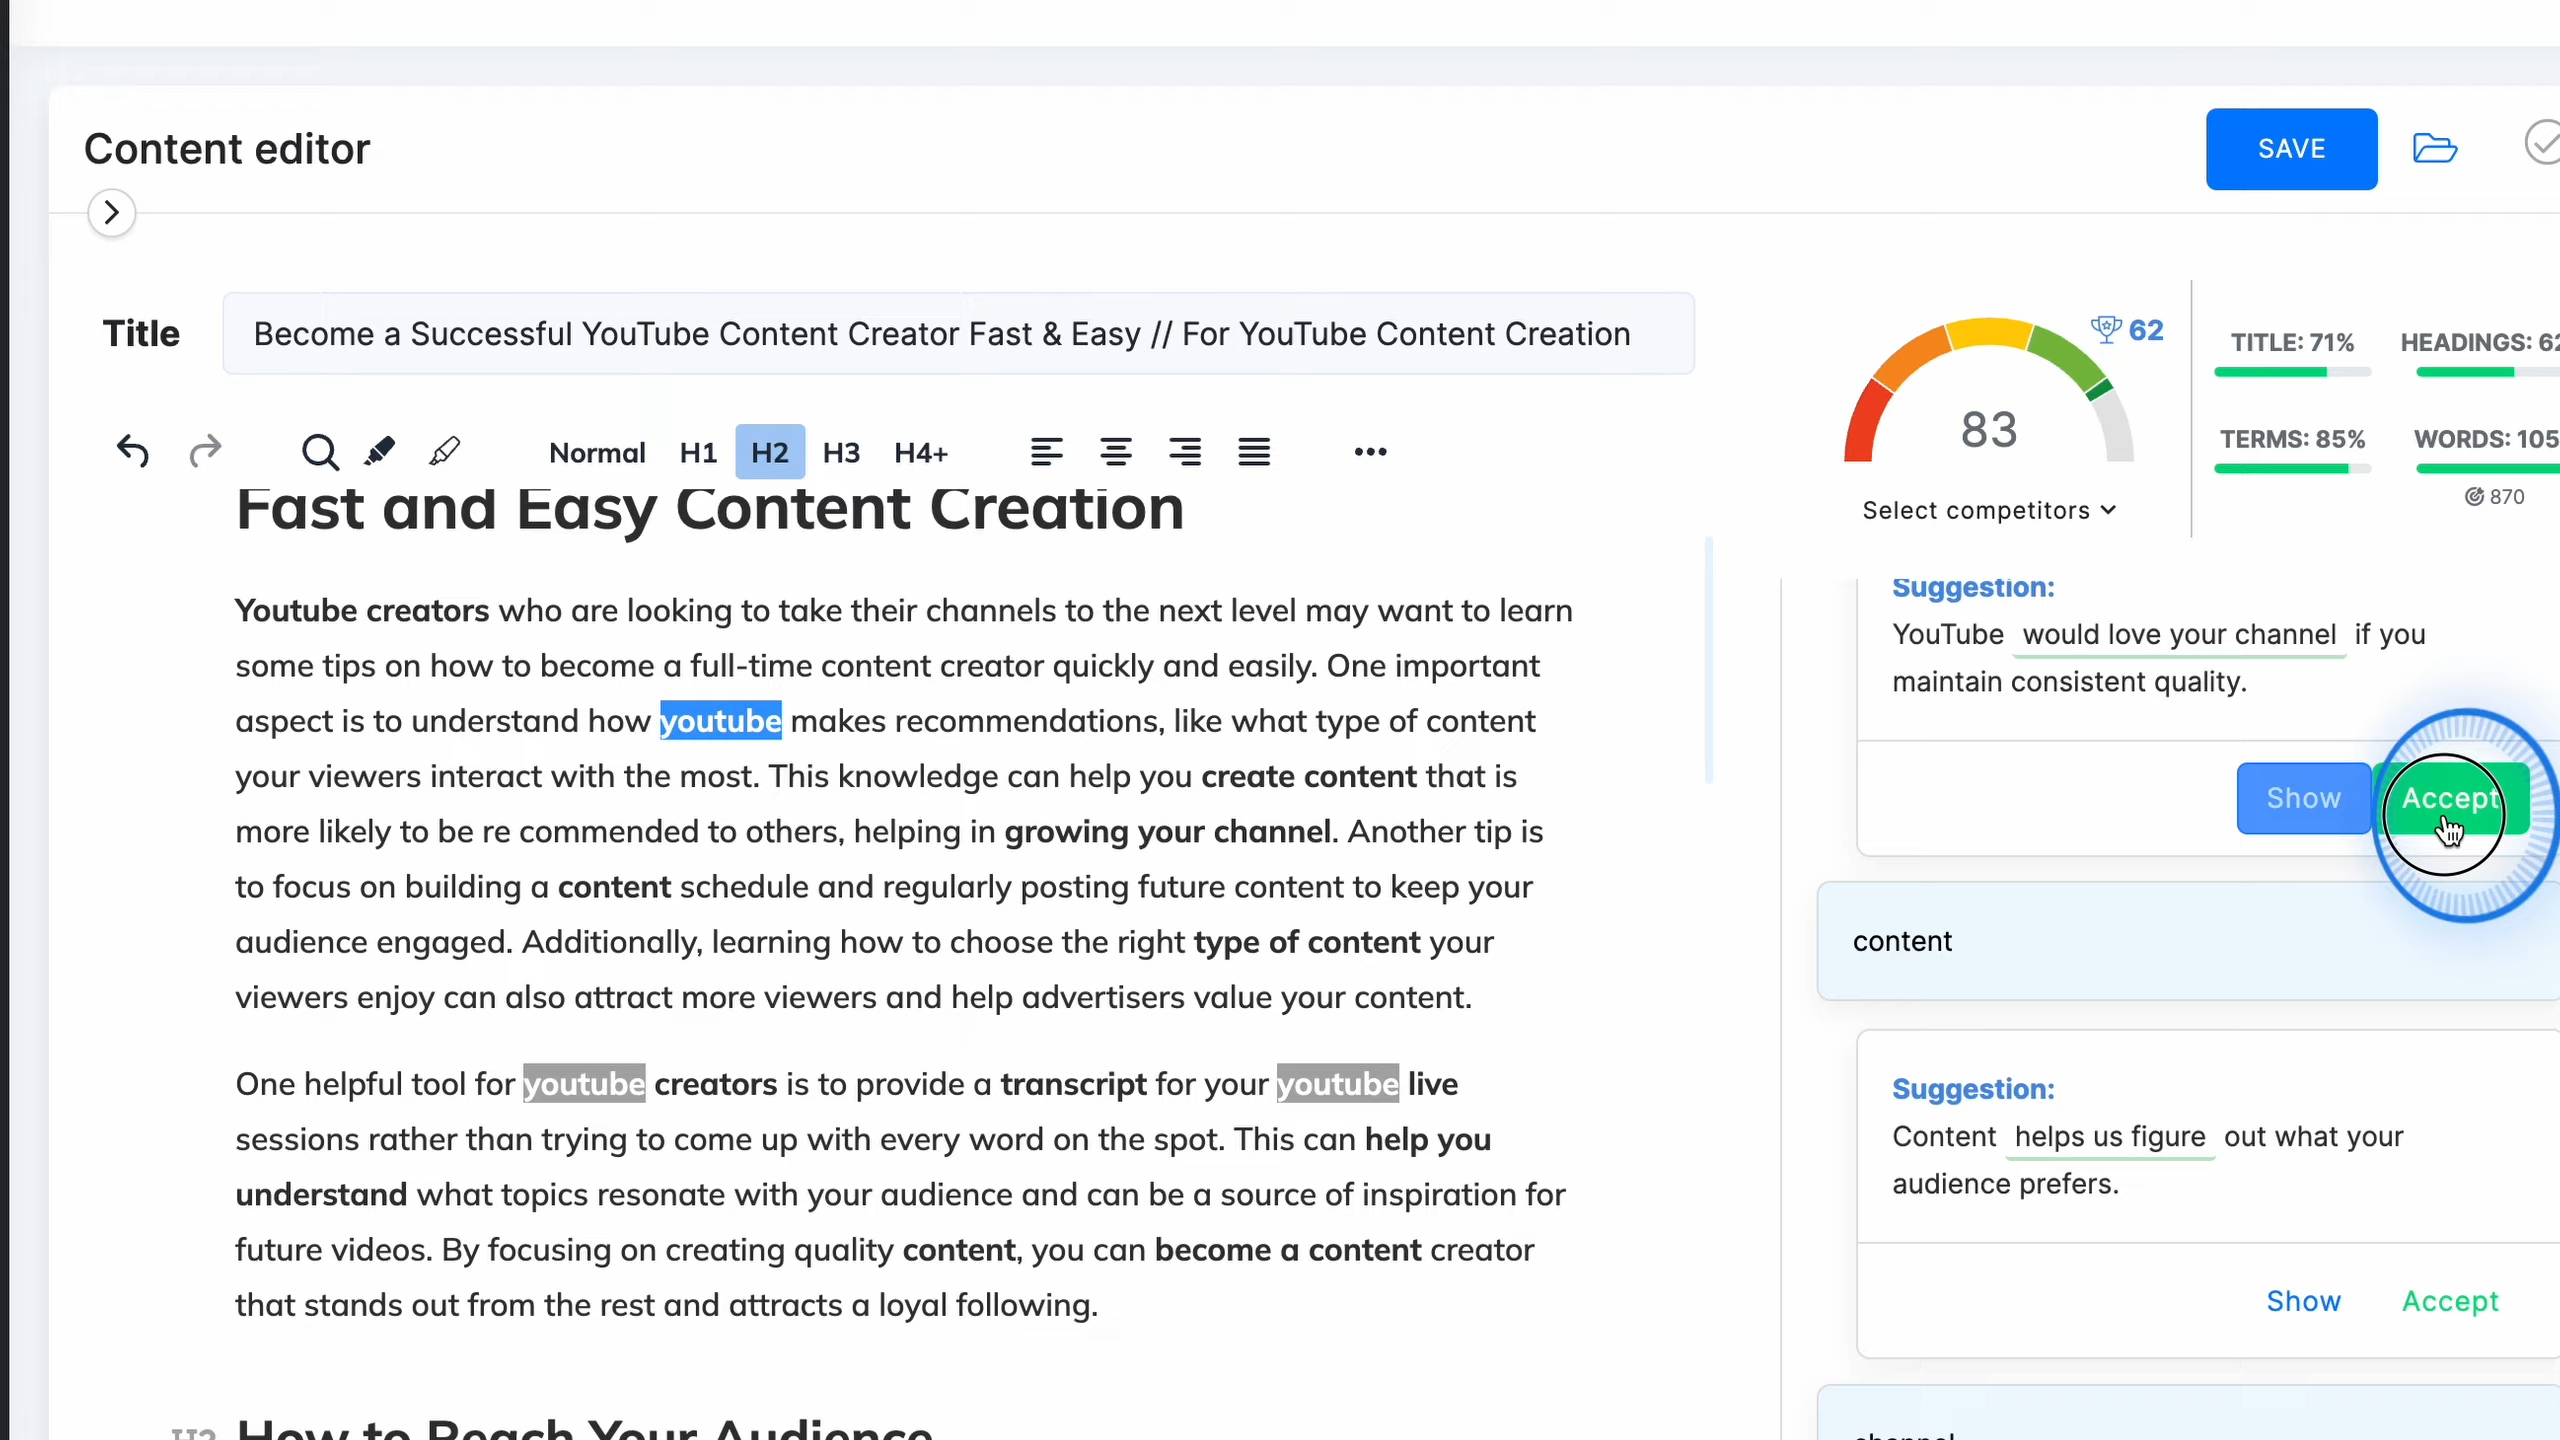 Content editor
SAVE
Title
Become a Successful YouTube Content Creator Fast & Easy // For YouTube Content Creation
62
83
Select competitors
TITLE: 71%
HEADINGS: 62
TERMS: 85%
WORDS: 105
870
Normal H1 H2 H3 H4+
Fast and Easy Content Creation
Youtube creators who are looking to take their channels to the next level may want to learn
some tips on how to become a full-time content creator quickly and easily. One important
aspect is to understand how youtube makes recommendations, like what type of content
your viewers interact with the most. This knowledge can help you create content that is
more likely to be re commended to others, helping in growing your channel. Another tip is
to focus on building a content schedule and regularly posting future content to keep your
audience engaged. Additionally, learning how to choose the right type of content your
viewers enjoy can also attract more viewers and help advertisers value your content.
One helpful tool for youtube creators is to provide a transcript for your youtube live
sessions rather than trying to come up with every word on the spot. This can help you
understand what topics resonate with your audience and can be a source of inspiration for
future videos. By focusing on creating quality content, you can become a content creator
that stands out from the rest and attracts a loyal following.
H2 How to Reach Your Audience
Suggestion:
YouTube would love your channel if you
maintain consistent quality.
Show Accept
content
Suggestion:
Content helps us figure out what your
audience prefers.
Show Accept
channel